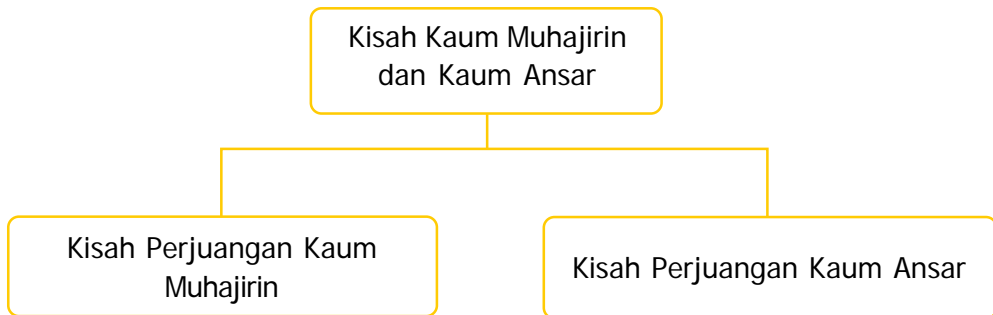 Kisah Kaum Muhajirin
dan Kaum Ansar
Kisah Perjuangan Kaum
Muhajirin
Kisah Perjuangan Kaum Ansar